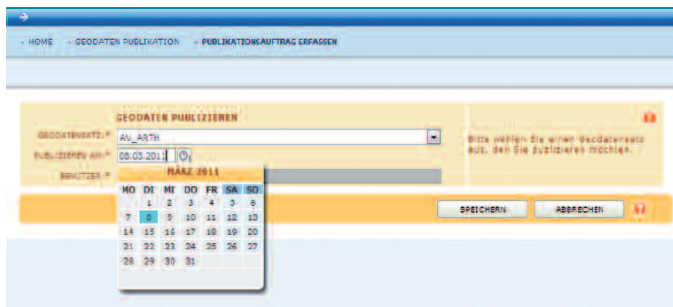 - HOME - GEODATEN PUBLIKATION - PUBLIKATIONSAUFTRAG ERFASSEN
GEODATEN PUBLIZIEREN
GEODATENSATZ:* AV_ARTH
PUBLIZIEREN AM:* 08.03.2011
BENUTZER:*
Bitte wählen Sie einen Geodatensatz
aus, den Sie publizieren möchten.
MÄRZ 2011
MO DI MI DO FR SA SO
1 2 3 4 5 6
7 8 9 10 11 12 13
14 15 16 17 18 19 20
21 22 23 24 25 26 27
28 29 30 31
SPEICHERN ABBRECHEN